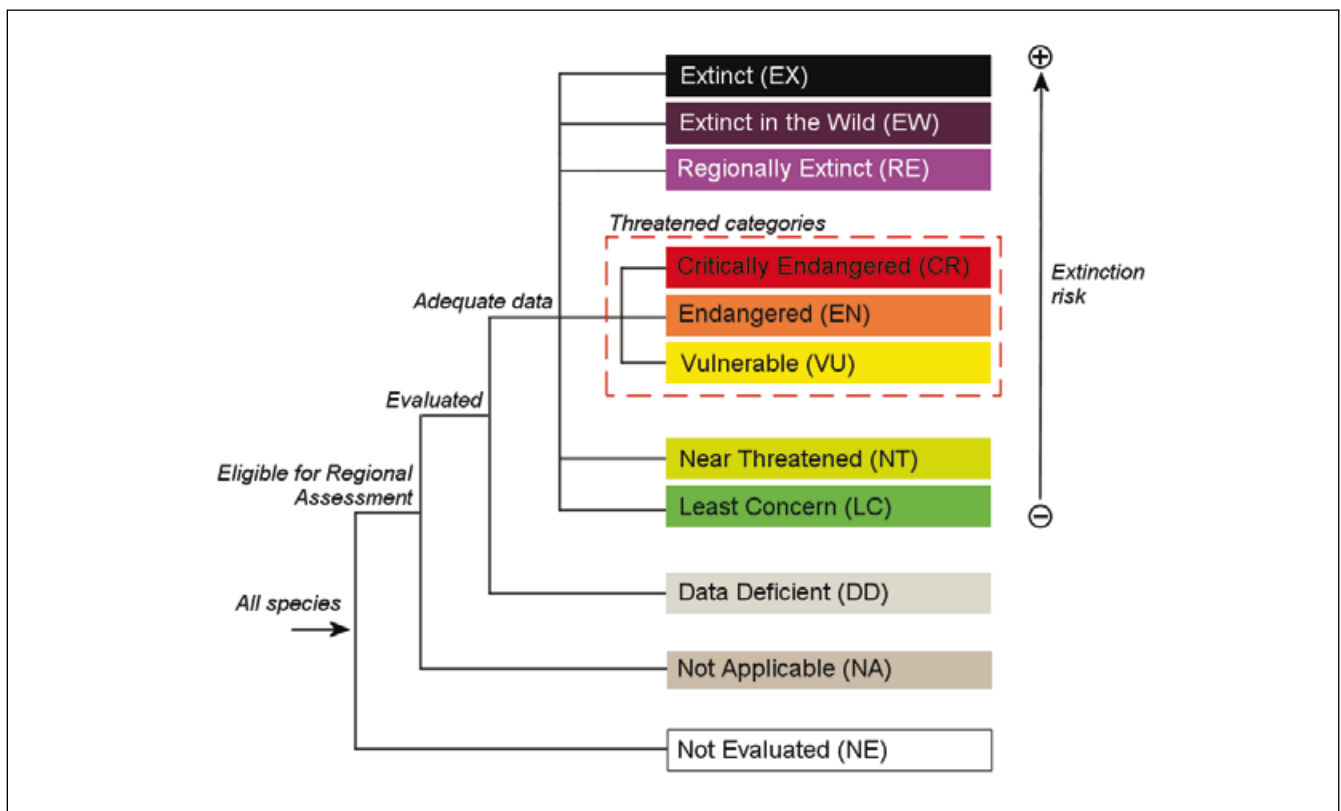 Extinct (EX)
Extinct in the Wild (EW)
Regionally Extinct (RE)
Threatened categories
Critically Endangered (CR)
Extinction
risk
Adequate data
Endangered (EN)
Vulnerable (VU)
Evaluated
Near Threatened (NT)
Eligible for Regional
Assessment
Least Concern (LC)
Data Deficient (DD)
All species
Not Applicable (NA)
Not Evaluated (NE)